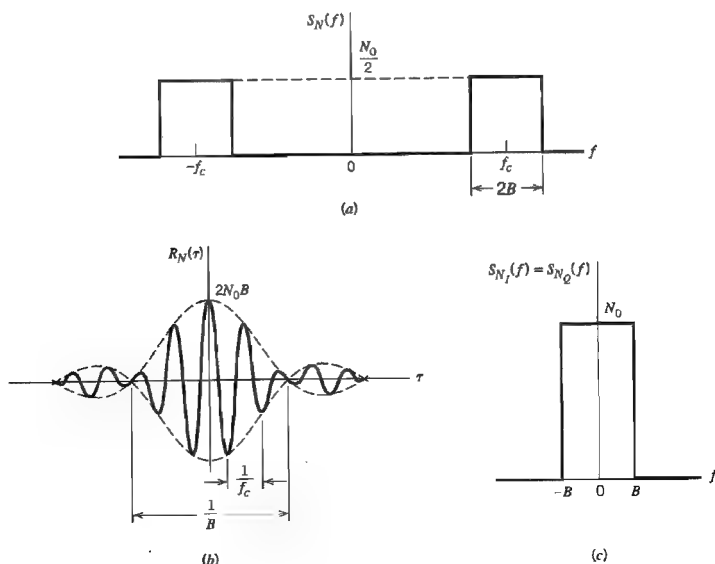 S_N(f)
N_0/2
-f_c
0
f_c
f
2B
(a)
R_N(τ)
2N_0B
τ
1/f_c
1/B
(b)
S_{N_I}(f) = S_{N_Q}(f)
N_0
-B
0
B
f
(c)